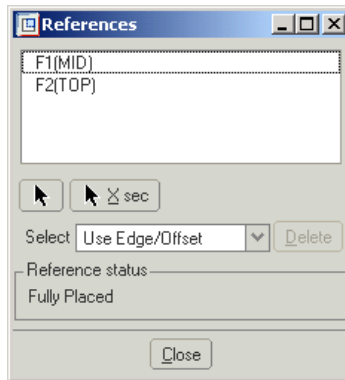 References
F1(MID)
F2(TOP)
X sec
Select Use Edge/Offset Delete
Reference status
Fully Placed
Close